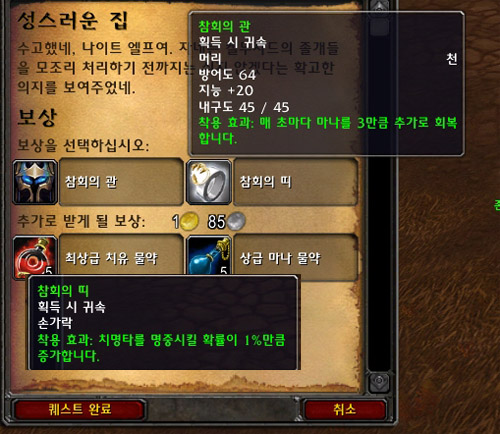 성스러운 집
수고했네, 나이트 엘프여.
을 모조리 처리하기 전까지는
의지를 보여주었네.
보상
보상을 선택하십시오:
참회의 관
참회의 띠
추가로 받게 될 보상: 1 85
최상급 치유 물약 5
상급 마나 물약 5
참회의 관
획득 시 귀속
머리
천
방어도 64
지능 +20
내구도 45 / 45
착용 효과: 매 초마다 마나를 3만큼 추가로 회복
합니다.
참회의 띠
획득 시 귀속
손가락
착용 효과: 치명타를 명중시킬 확률이 1%만큼
증가합니다.
퀘스트 완료
취소